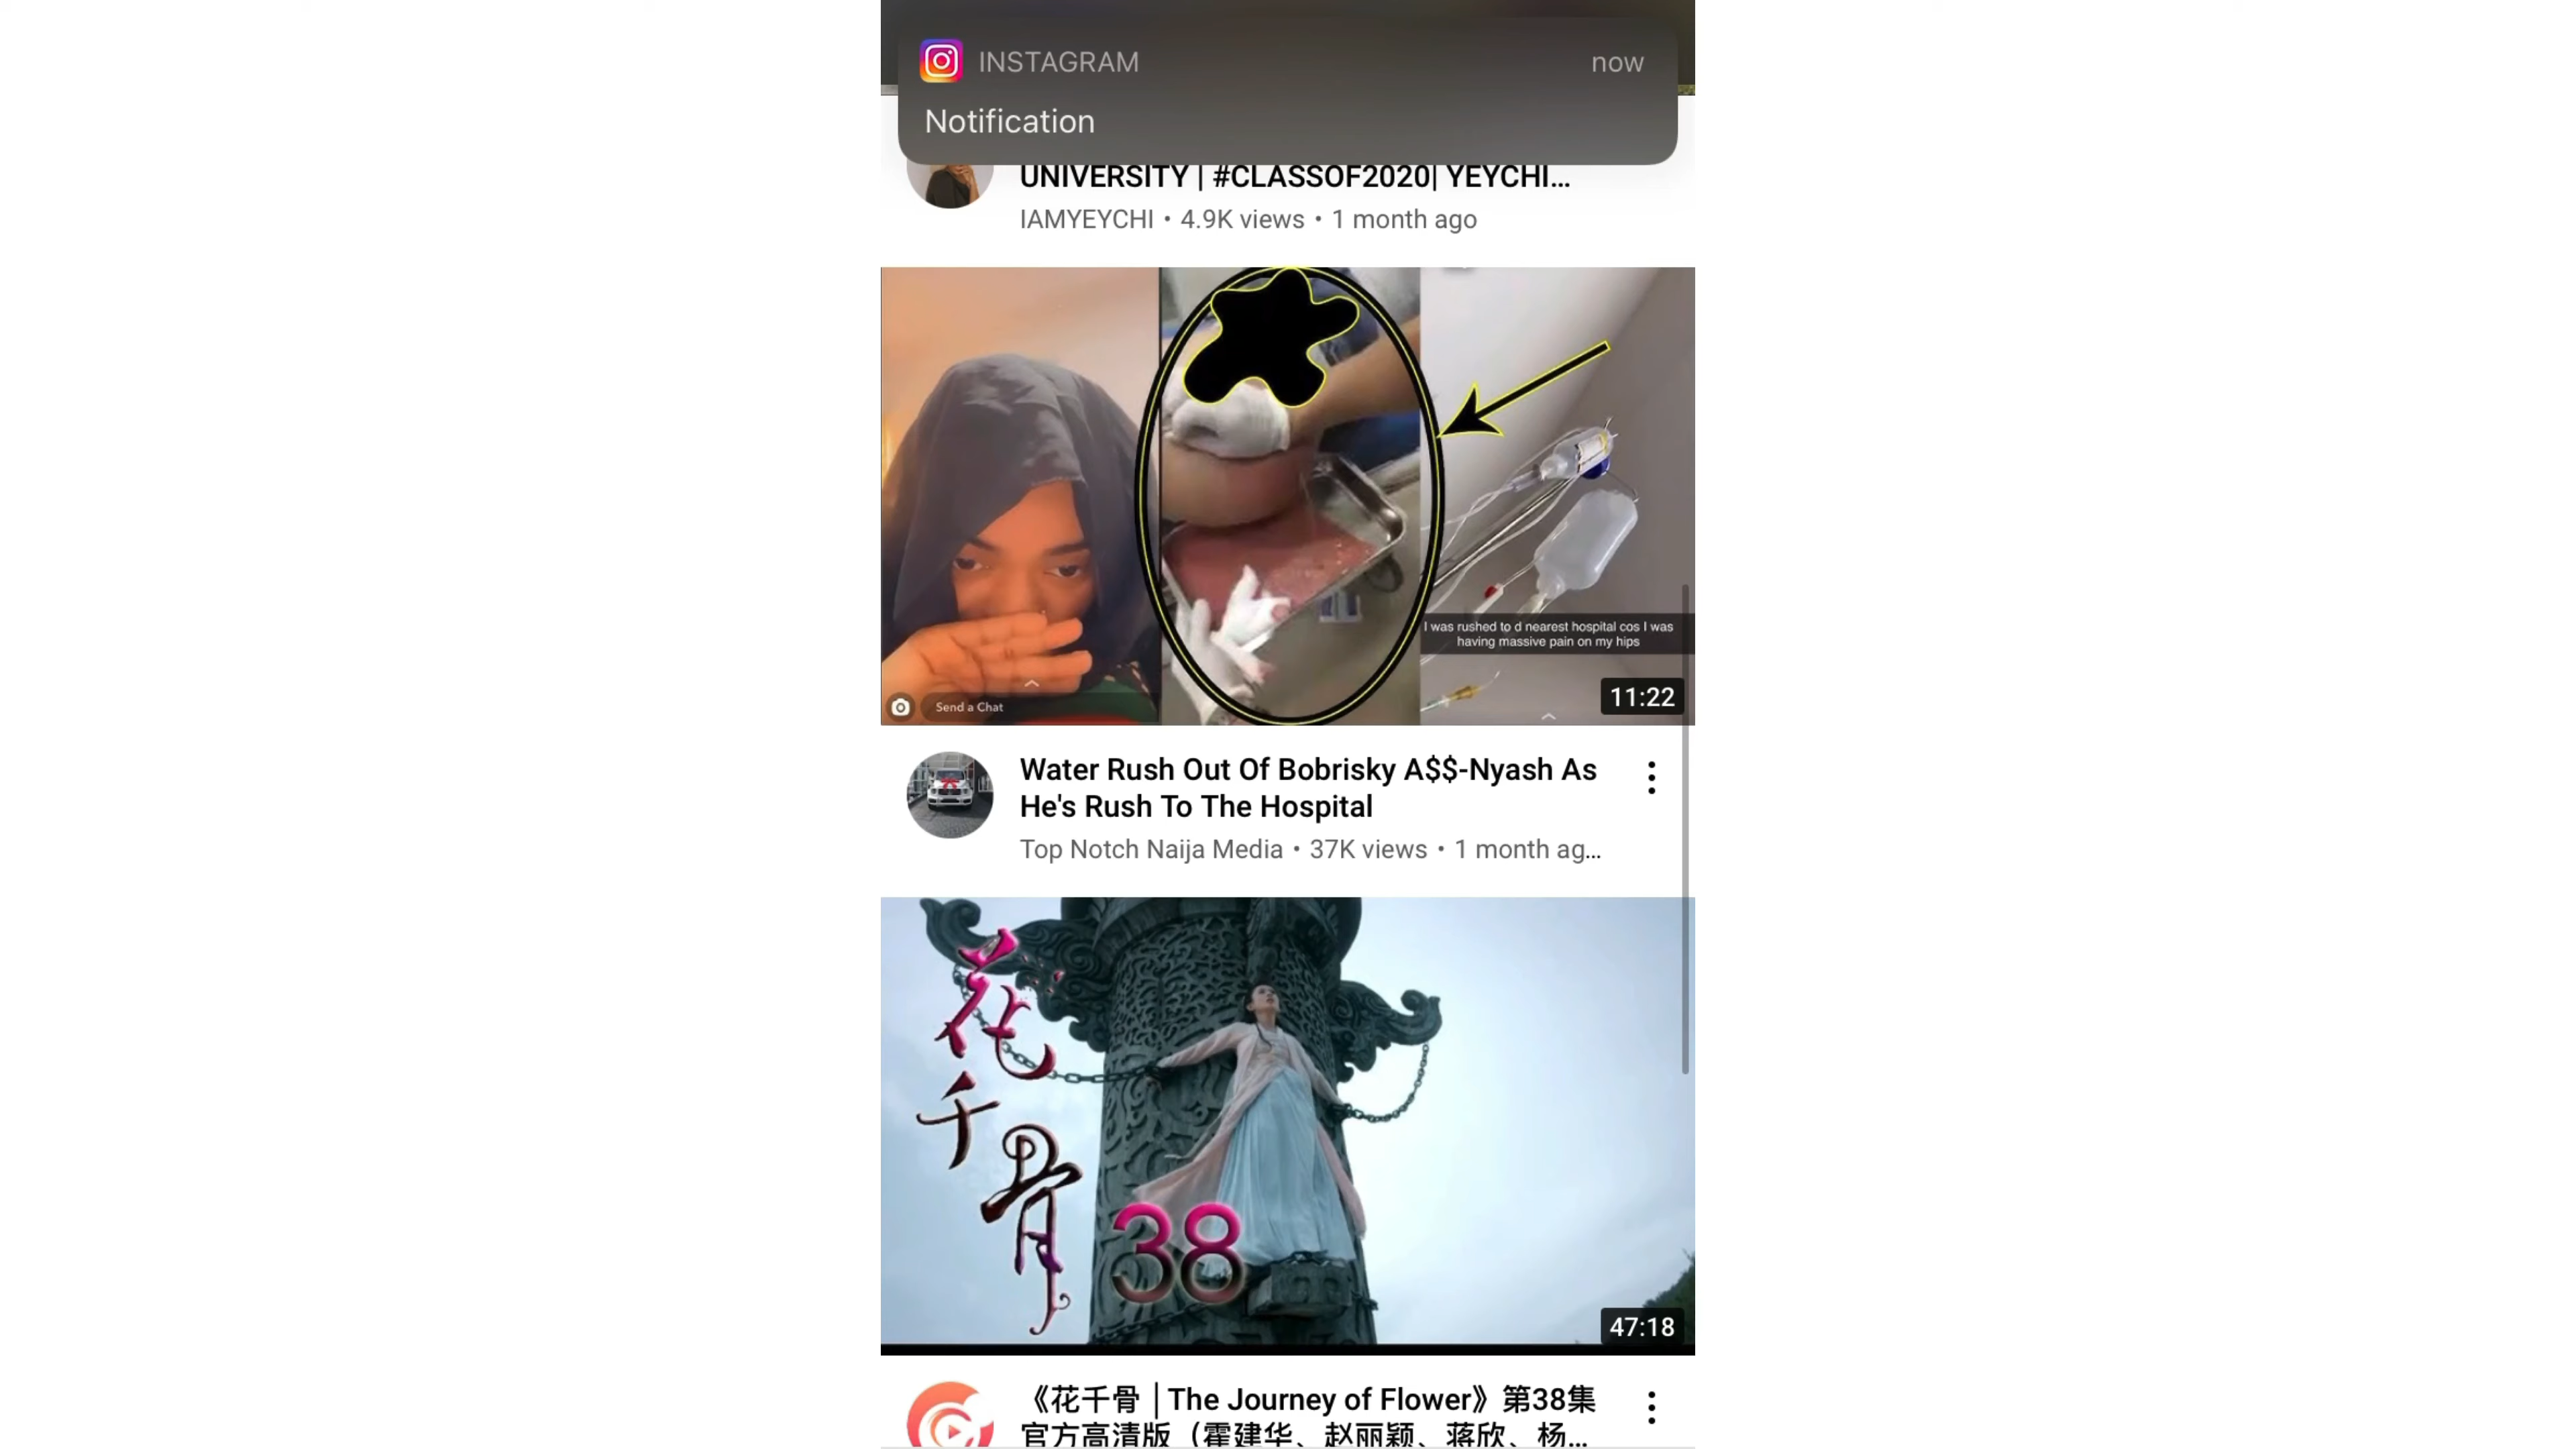 INSTAGRAM now
Notification
UNIVERSITY | #CLASSOF2020| YEYCHI...
IAMYEYCHI • 4.9K views • 1 month ago
I was rushed to d nearest hospital cos I was
having massive pain on my hips
Send a Chat
11:22
Water Rush Out Of Bobrisky A$$-Nyash As
He's Rush To The Hospital
Top Notch Naija Media • 37K views • 1 month ag...
花千骨
38
47:18
《花千骨 | The Journey of Flower》第38集
官方高清版（霍建华、赵丽颖、蒋欣、杨...